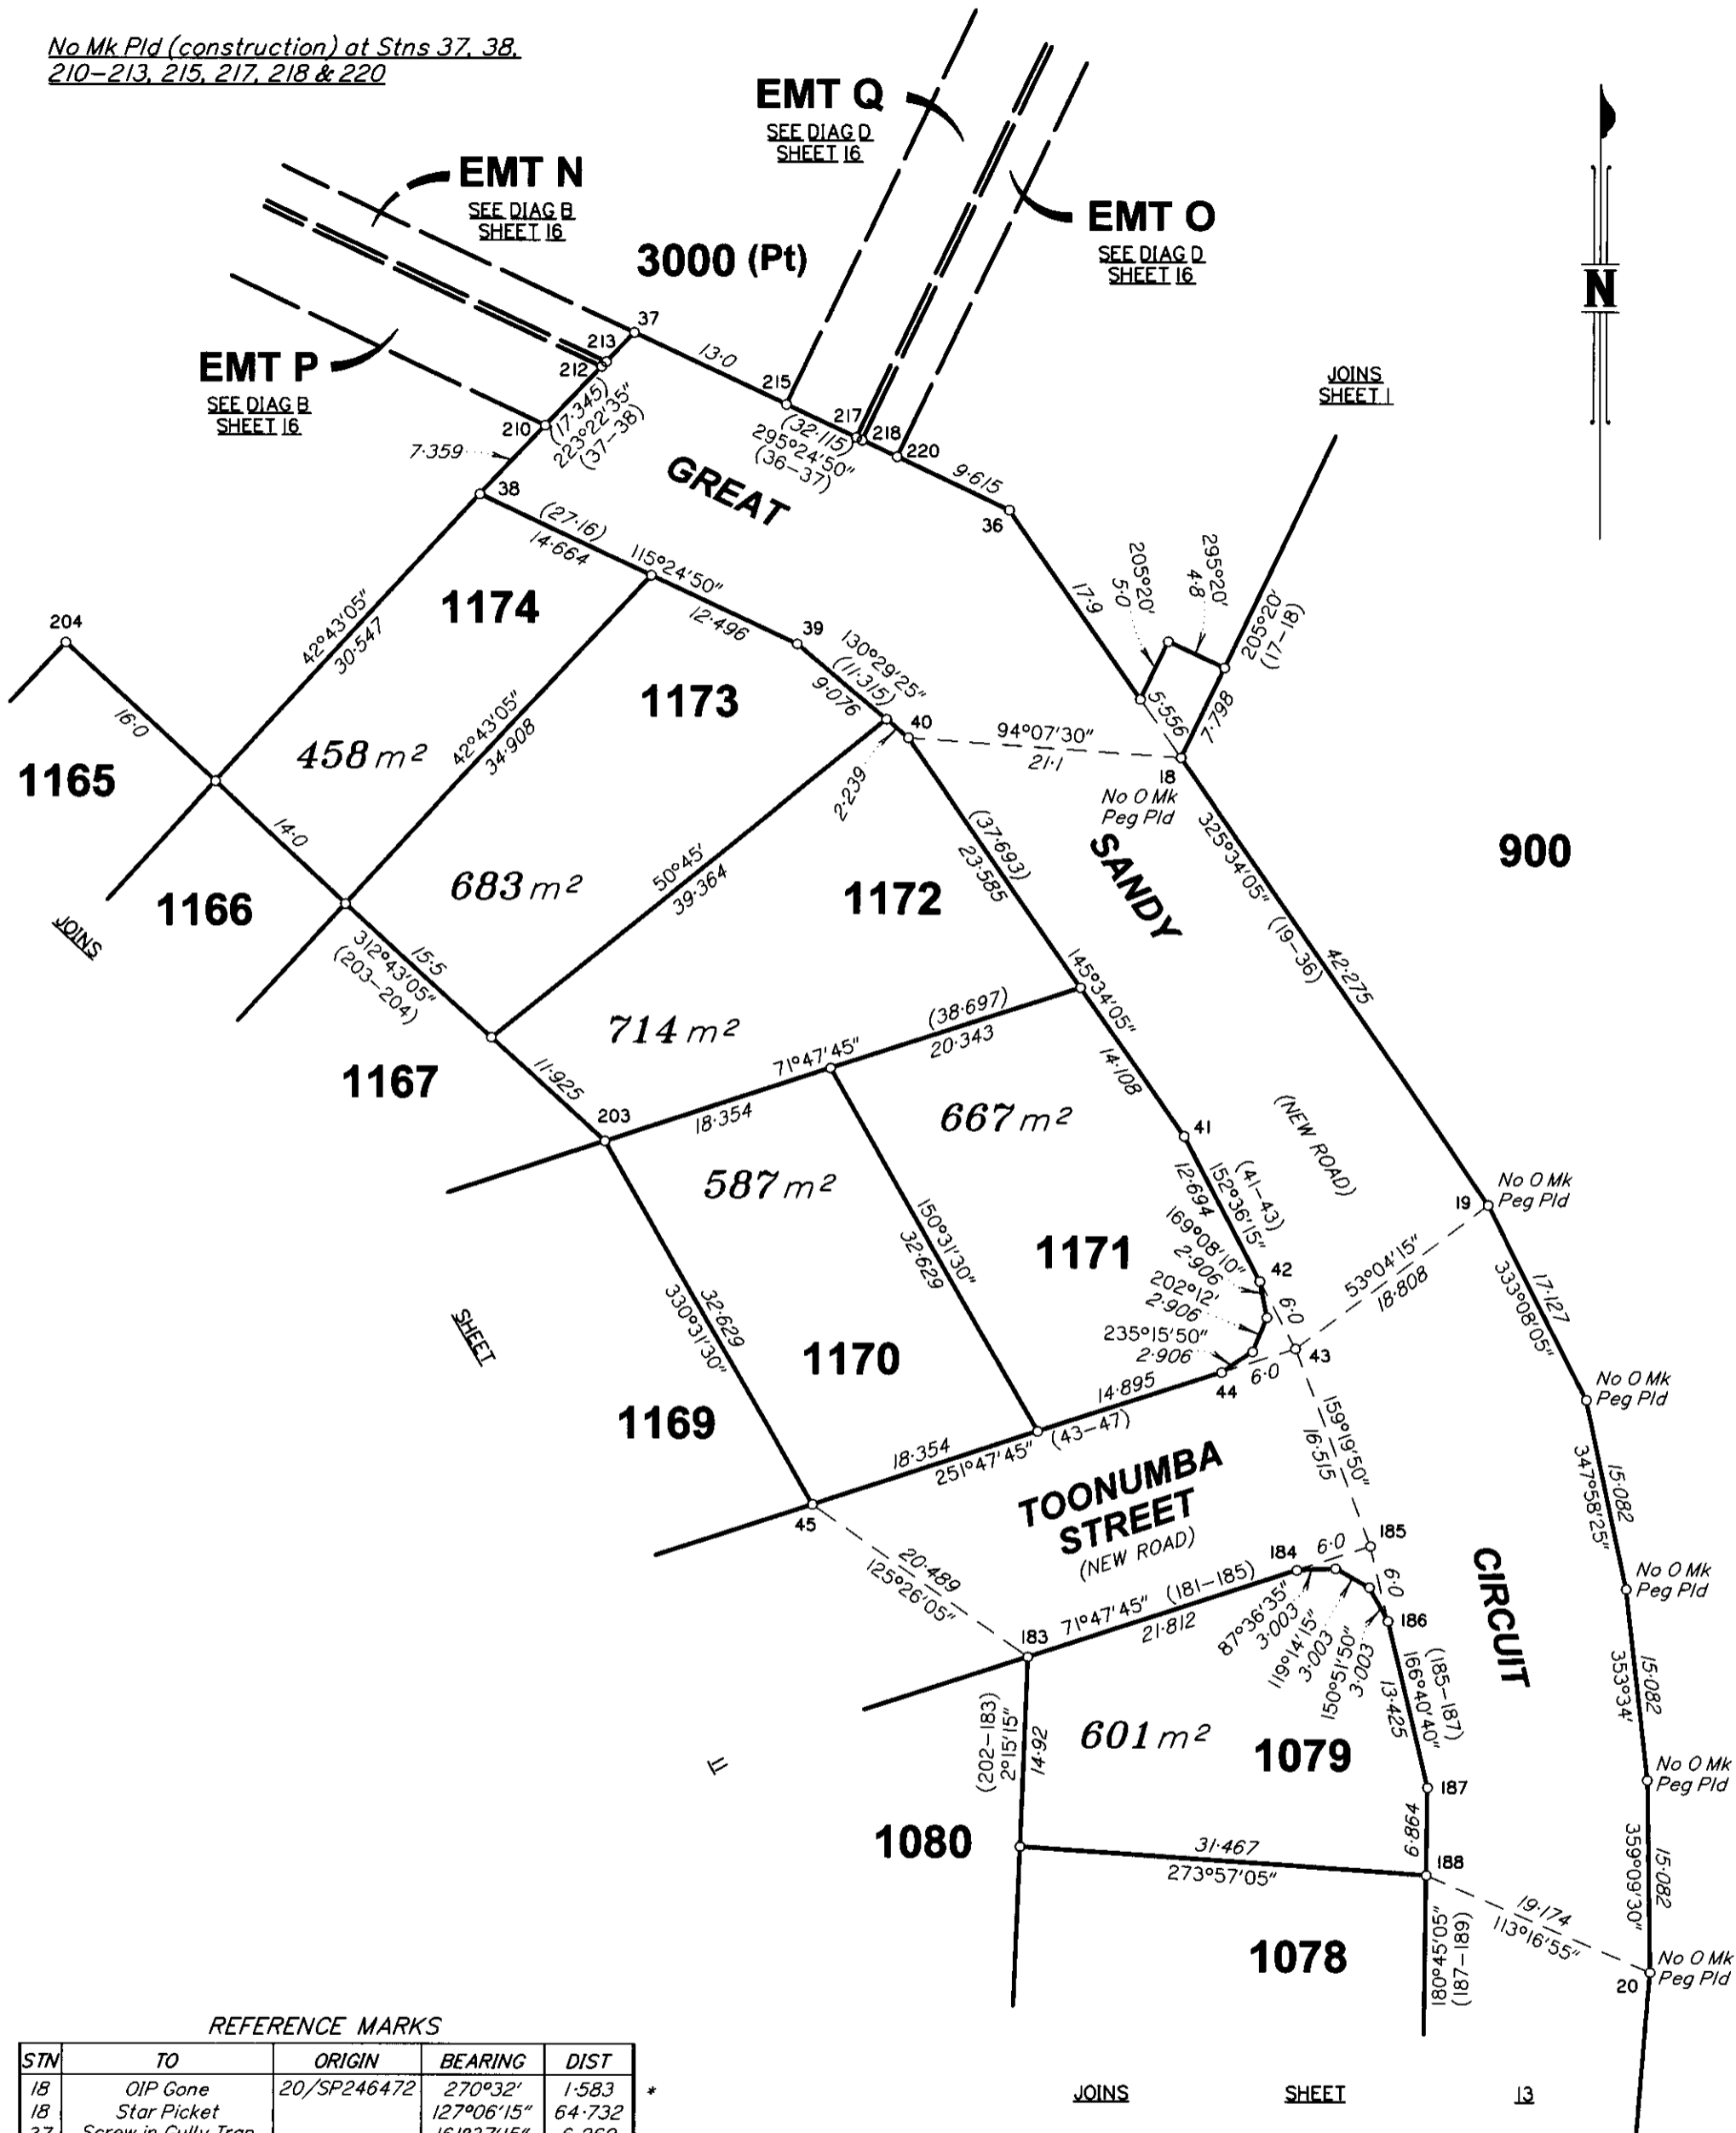 No Mk Pld (construction) at Stns 37, 38,
210-213, 215, 217, 218 & 220
EMT Q
SEE DIAG D
SHEET 16
EMT N
SEE DIAG B
SHEET 16
EMT O
SEE DIAG D
SHEET 16
3000 (Pt)
N
EMT P
SEE DIAG B
SHEET 16
JOINS
SHEET 1
37
213
212
13·0
215
217
218
220
210
(17·345)
223°22'35"
(37-38)
(32·115)
295°24'50"
(36-37)
7·359
38
GREAT
9·615
36
(27·16)
14·664
115°24'50"
12·496
205°20'
5·0
295°20'
4·8
205°20'
(17-18)
17·9
5·556
7·798
204
16·0
42°43'05"
30·547
1174
39
130°29'25"
(11·315)
9·076
40
2·239
94°07'30"
21·1
18
No O Mk
Peg Pld
1173
42°43'05"
34·908
458 m²
1165
14·0
1166
JOINS
683 m²
50°45'
39·364
1172
(37·693)
23·585
SANDY
325°34'05" (19-36)
42·275
900
15·5
312°43'05"
(203-204)
714 m²
1167
11·925
203
71°47'45"
(38·697)
20·343
18·354
145°34'05"
14·108
667 m²
587 m²
41
(NEW ROAD)
19
No O Mk
Peg Pld
(41-43)
152°36'15"
12·694
169°08'10"
2·906
202°12'
2·906
235°15'50"
2·906
42
6·0
43
6·0
44
53°04'15"
18·808
17·127
333°08'05"
150°31'30"
32·629
1171
32·629
330°31'30"
1170
SHEET
1169
14·895
(43-47)
18·354
251°47'45"
45
159°19'50"
16·515
No O Mk
Peg Pld
15·082
347°58'25"
TOONUMBA
STREET
(NEW ROAD)
20·489
125°26'05"
183
71°47'45"
(181-185)
21·812
184
6·0
185
6·0
186
87°36'35"
3·003
119°14'15"
3·003
150°51'50"
3·003
CIRCUIT
No O Mk
Peg Pld
15·082
353°34'
(185-187)
166°40'40"
13·425
(202-183)
2°15'15"
14·92
601 m²
1079
187
11
No O Mk
Peg Pld
1080
31·467
273°57'05"
6·864
188
15·082
359°09'30"
19·174
113°16'55"
1078
180°45'05"
(187-189)
20
No O Mk
Peg Pld
REFERENCE MARKS
STN TO ORIGIN BEARING DIST
18 OIP Gone 20/SP246472 270°32' 1·583 *
18 Star Picket 127°06'15" 64·732
37 Screw in Gully Trap 161°37'15" 6·260
JOINS SHEET 13